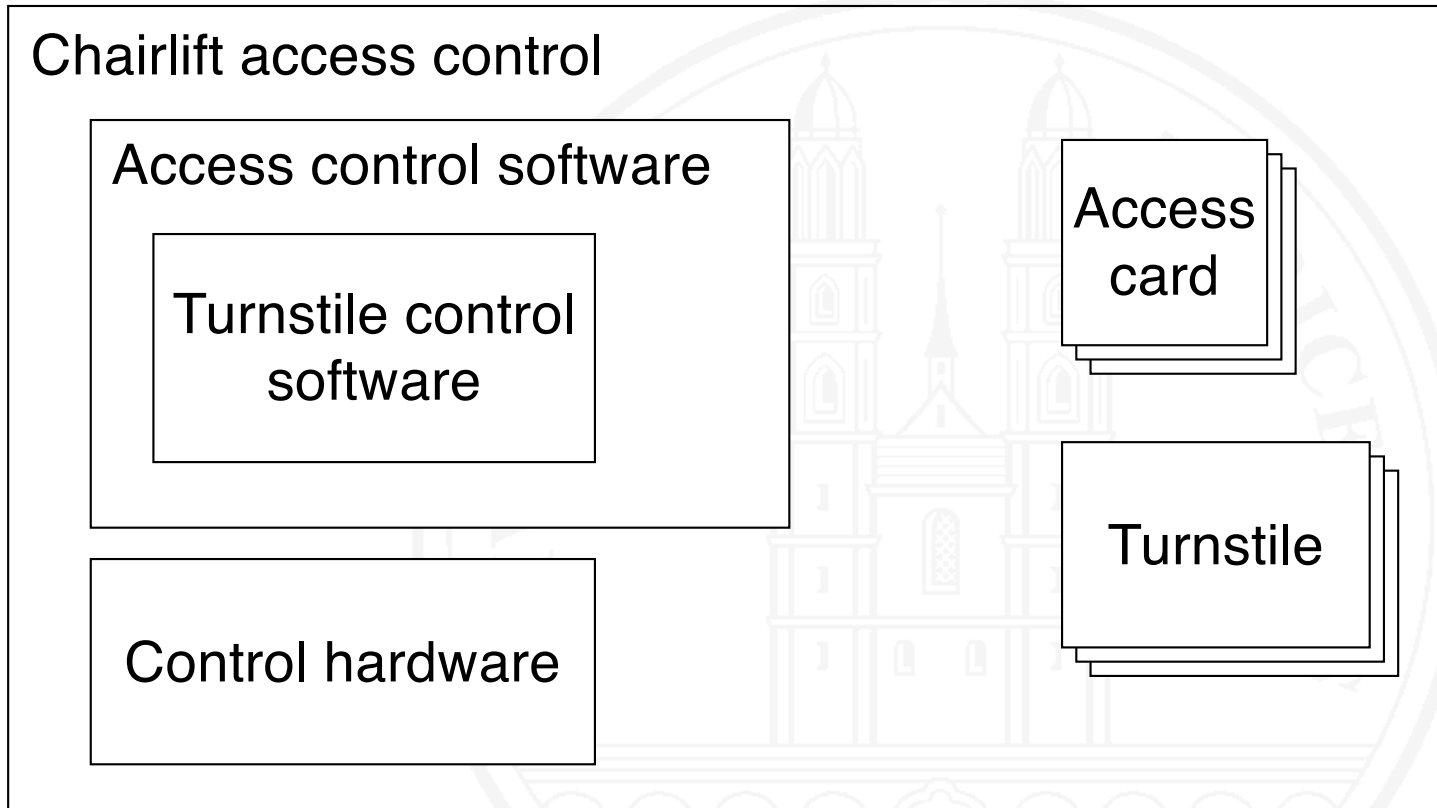 Chairlift access control
Access control software
Turnstile control
software
Control hardware
Access
card
Turnstile